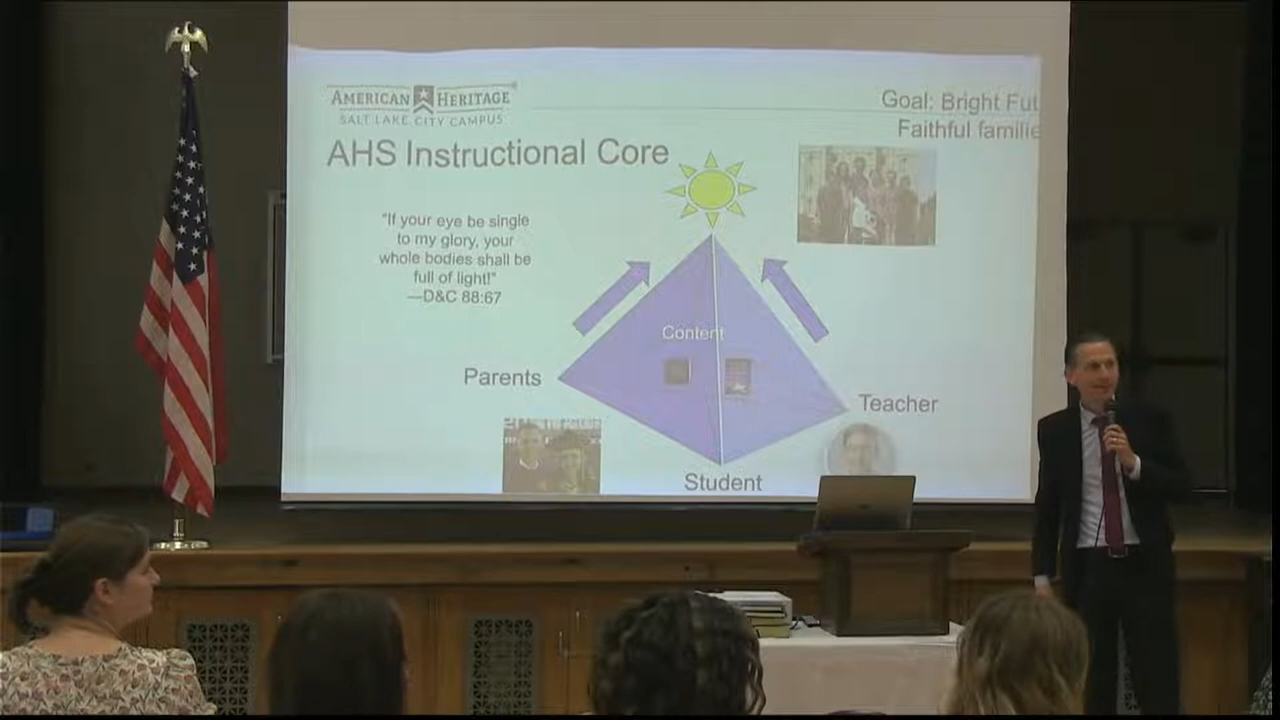 AMERICAN HERITAGE
SALT LAKE CITY CAMPUS
Goal: Bright Fut
Faithful familie
AHS Instructional Core
"If your eye be single
to my glory, your
whole bodies shall be
full of light!"
—D&C 88:67
Content
Parents
Teacher
Student